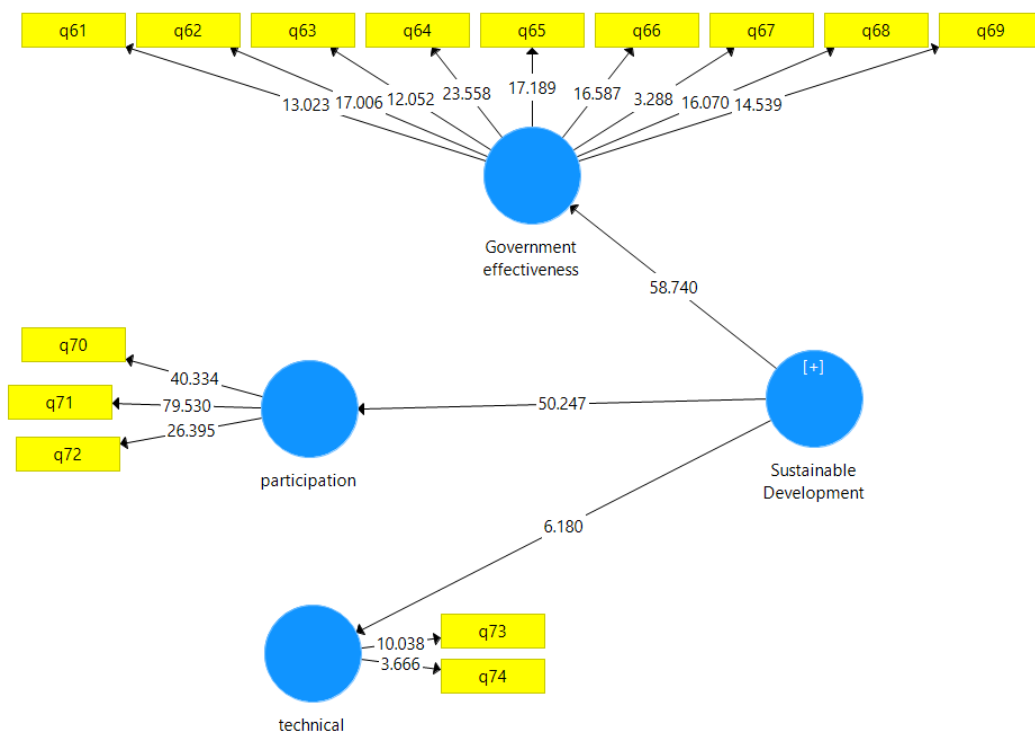 q61 q62 q63 q64 q65 q66 q67 q68 q69
13.023 17.006 12.052 23.558 17.189 16.587 3.288 16.070 14.539
Government
effectiveness
58.740
q70
40.334
q71
79.530
q72
26.395
participation
50.247
[+]
Sustainable
Development
6.180
q73
10.038
q74
3.666
technical